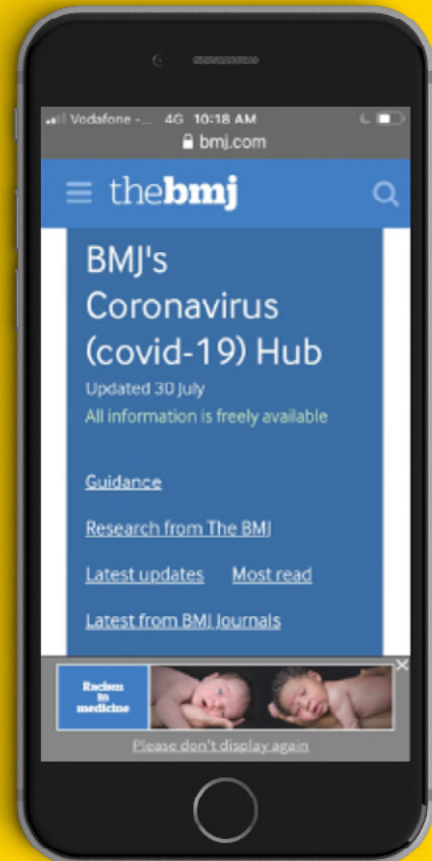 Vodafone -... 4G 10:18 AM
bmj.com
thebmj
BMJ's
Coronavirus
(covid-19) Hub
Updated 30 July
All information is freely available
Guidance
Research from The BMJ
Latest updates Most read
Latest from BMJ Journals
Racism
in
medicine
Please don't display again